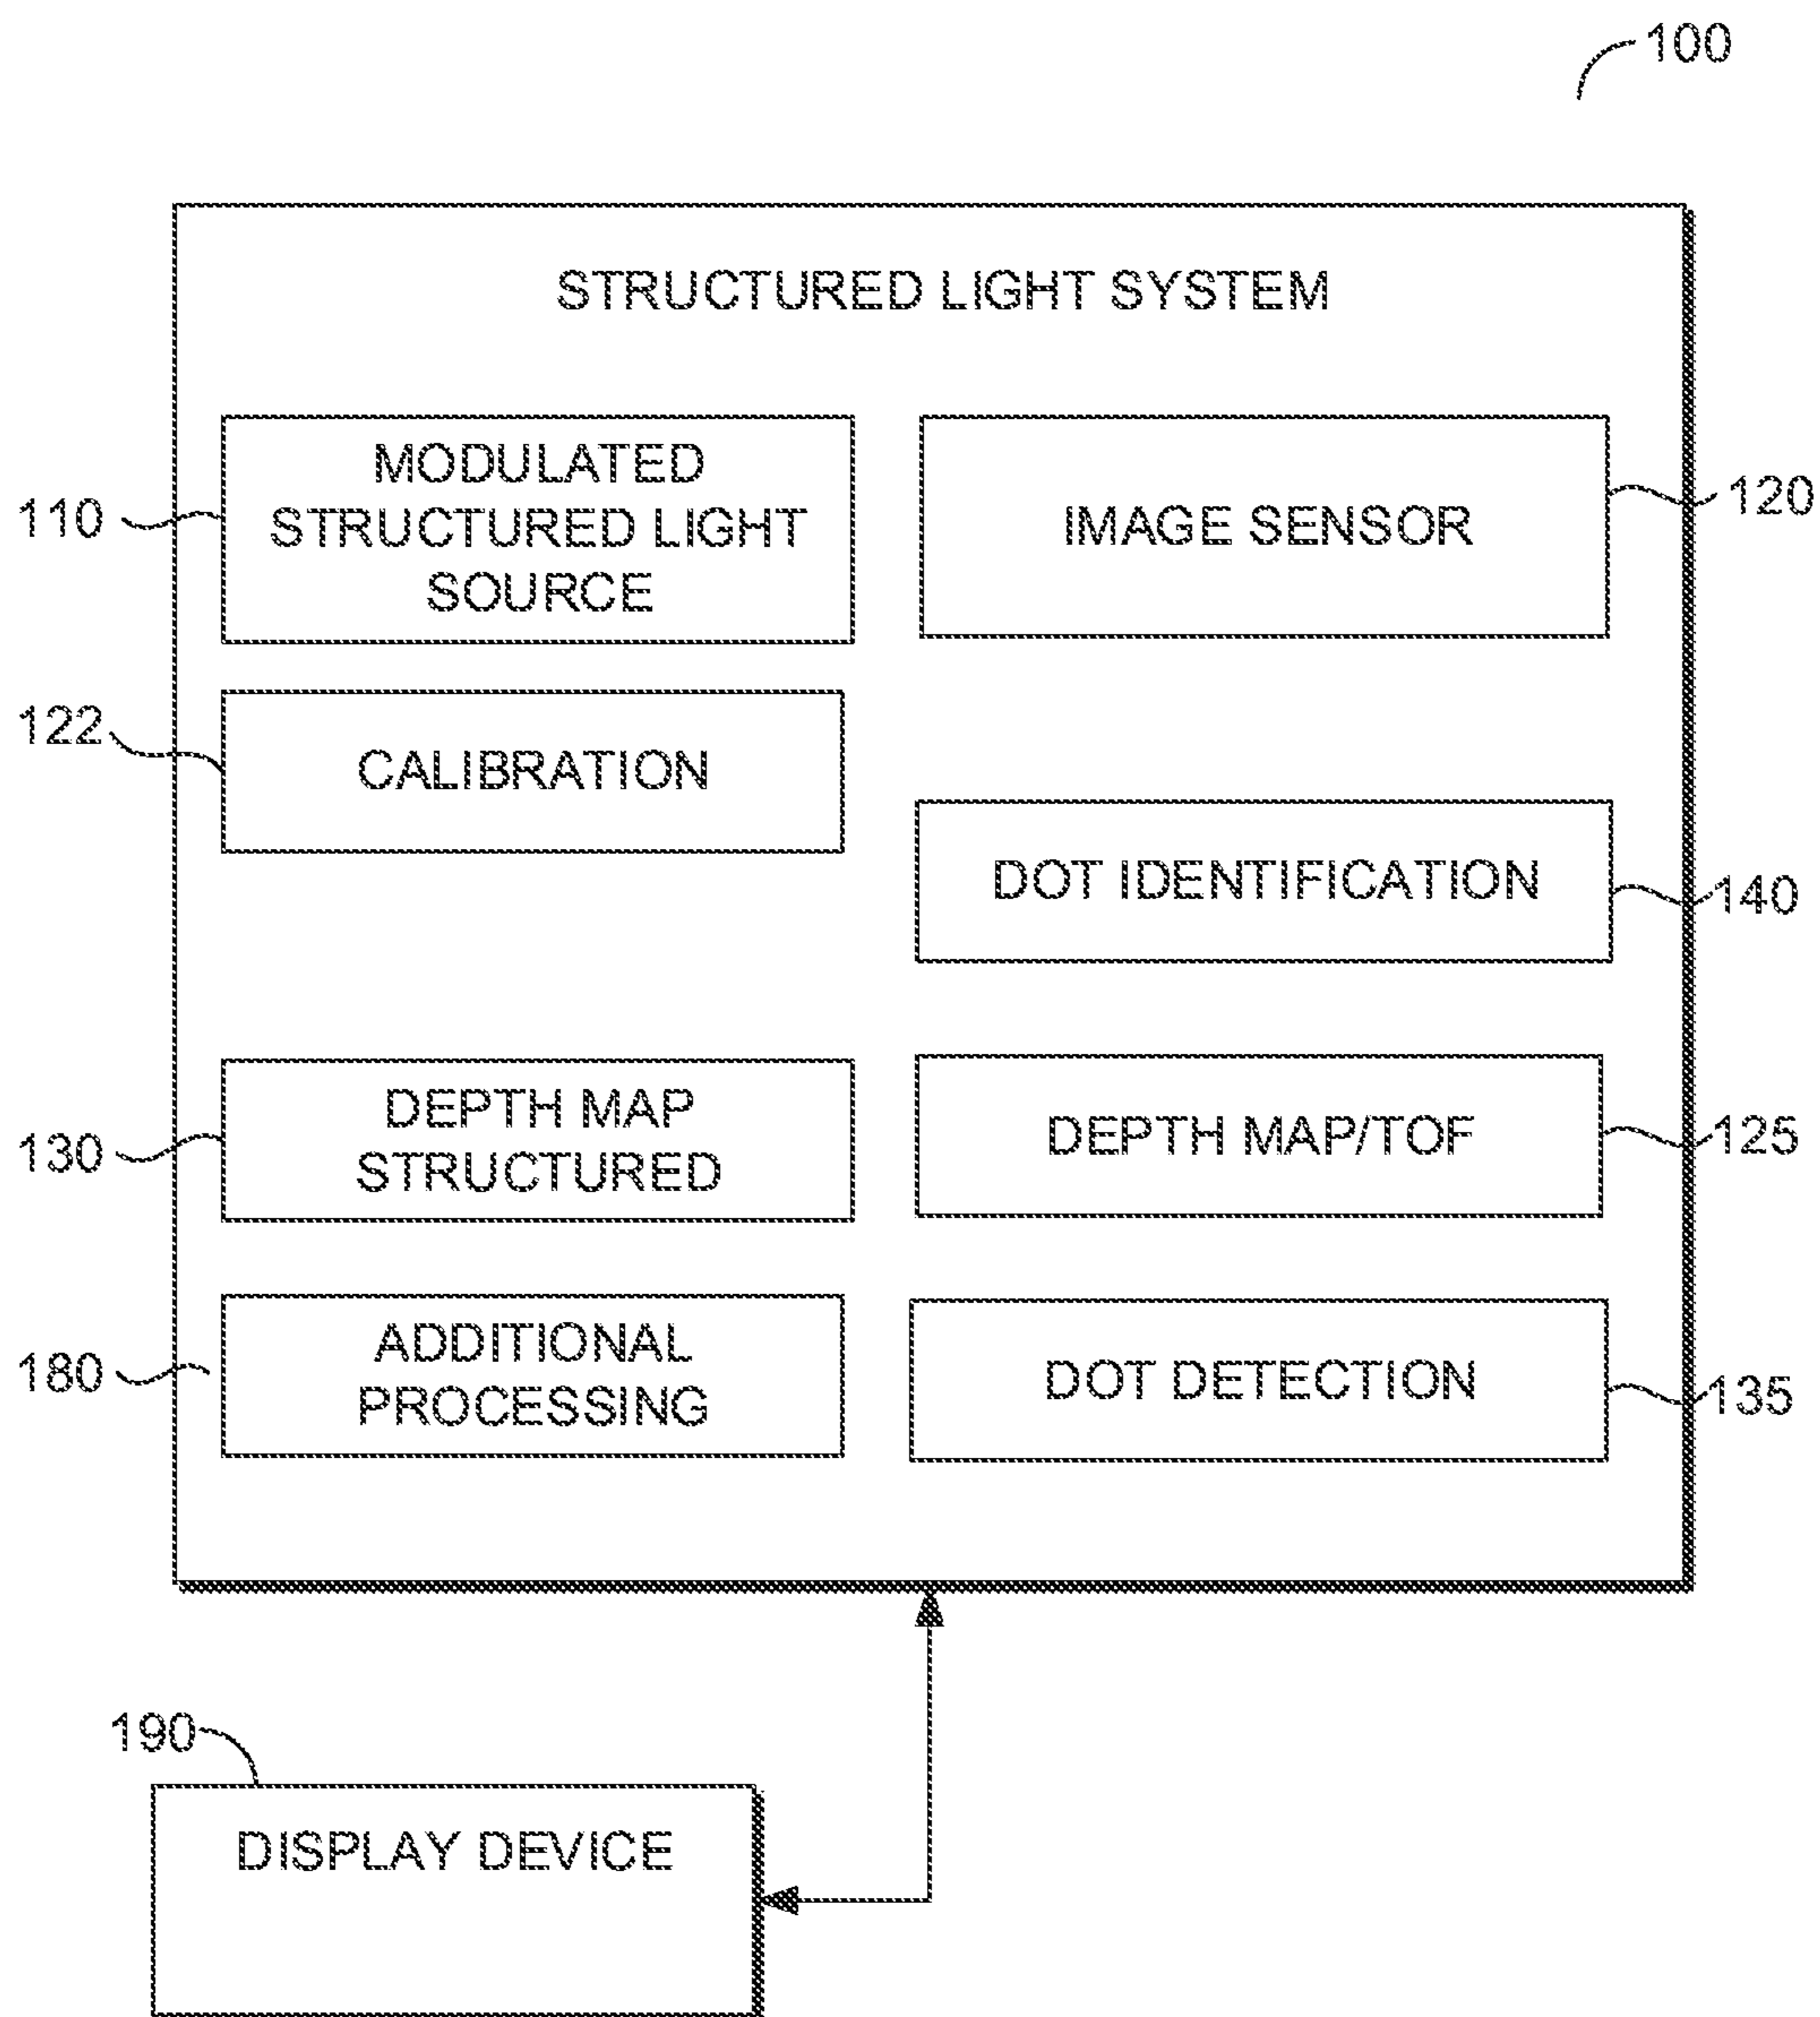 100
STRUCTURED LIGHT SYSTEM
110
MODULATED
STRUCTURED LIGHT
SOURCE
IMAGE SENSOR
120
122
CALIBRATION
DOT IDENTIFICATION
140
130
DEPTH MAP
STRUCTURED
DEPTH MAP/TOF
125
180
ADDITIONAL
PROCESSING
DOT DETECTION
135
190
DISPLAY DEVICE